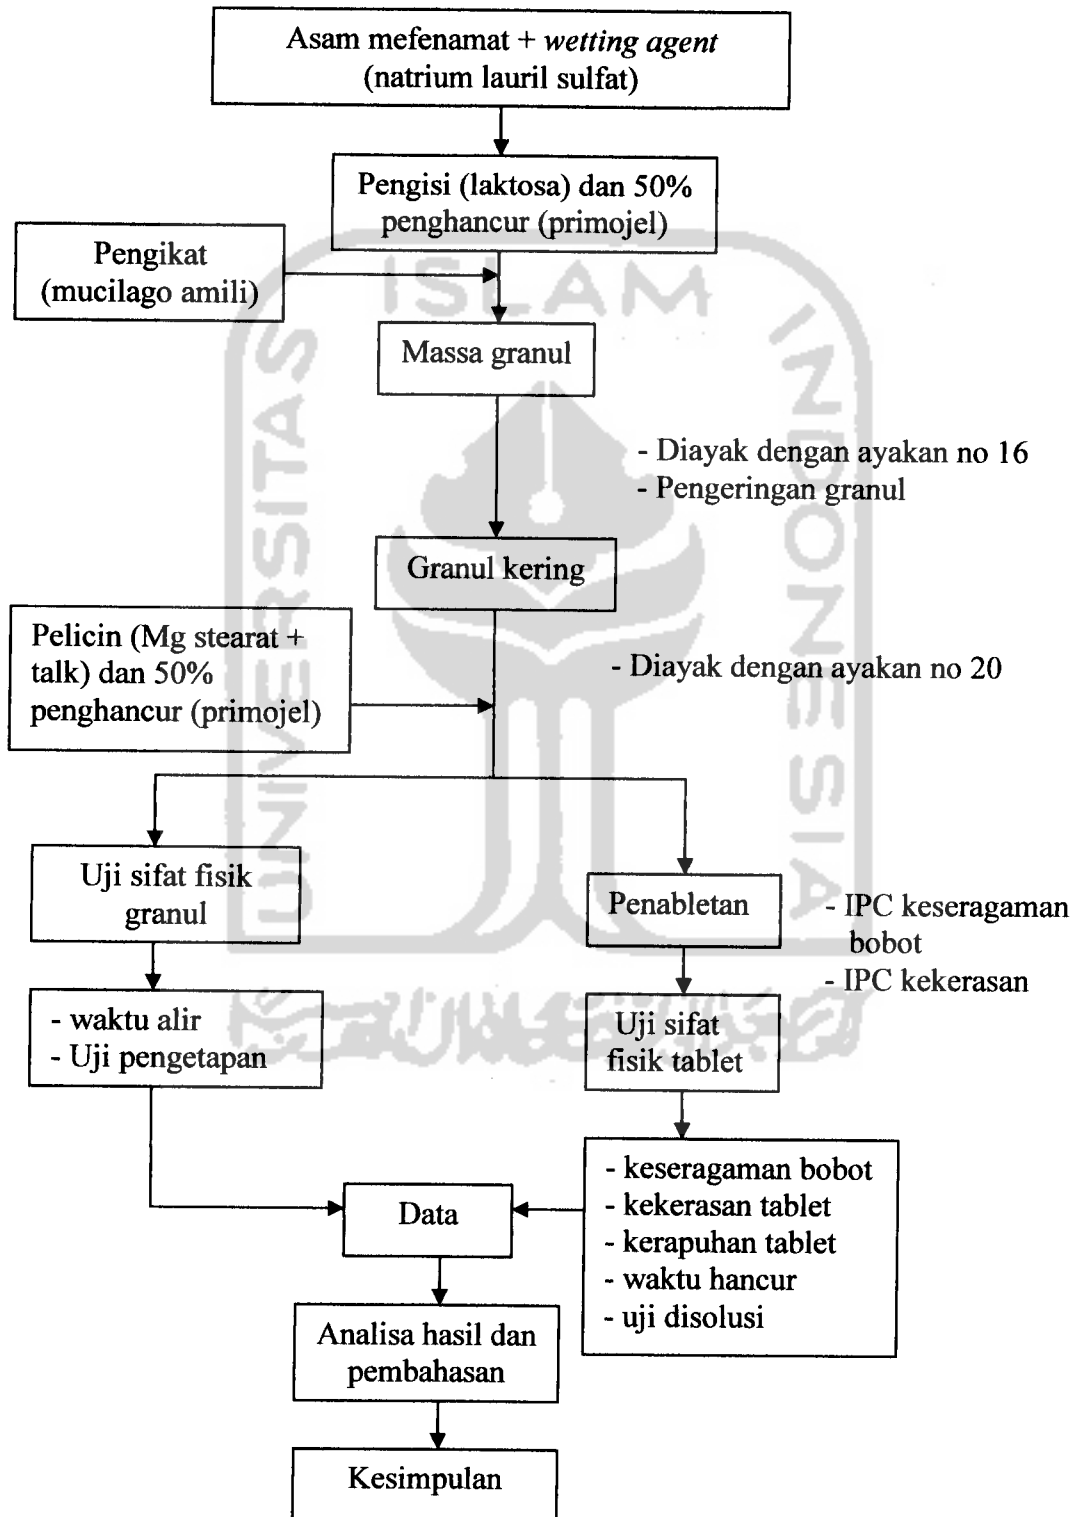 Asam mefenamat + wetting agent
(natrium lauril sulfat)
Pengisi (laktosa) dan 50%
penghancur (primojel)
Pengikat
(mucilago amili)
Massa granul
- Diayak dengan ayakan no 16
- Pengeringan granul
Granul kering
Pelicin (Mg stearat +
talk) dan 50%
penghancur (primojel)
- Diayak dengan ayakan no 20
Uji sifat fisik
granul
Penabletan
- IPC keseragaman
bobot
- IPC kekerasan
- waktu alir
- Uji pengetapan
Uji sifat
fisik tablet
- keseragaman bobot
- kekerasan tablet
- kerapuhan tablet
- waktu hancur
- uji disolusi
Data
Analisa hasil dan
pembahasan
Kesimpulan
UNIVERSITAS
ISLAM
INDONESIA